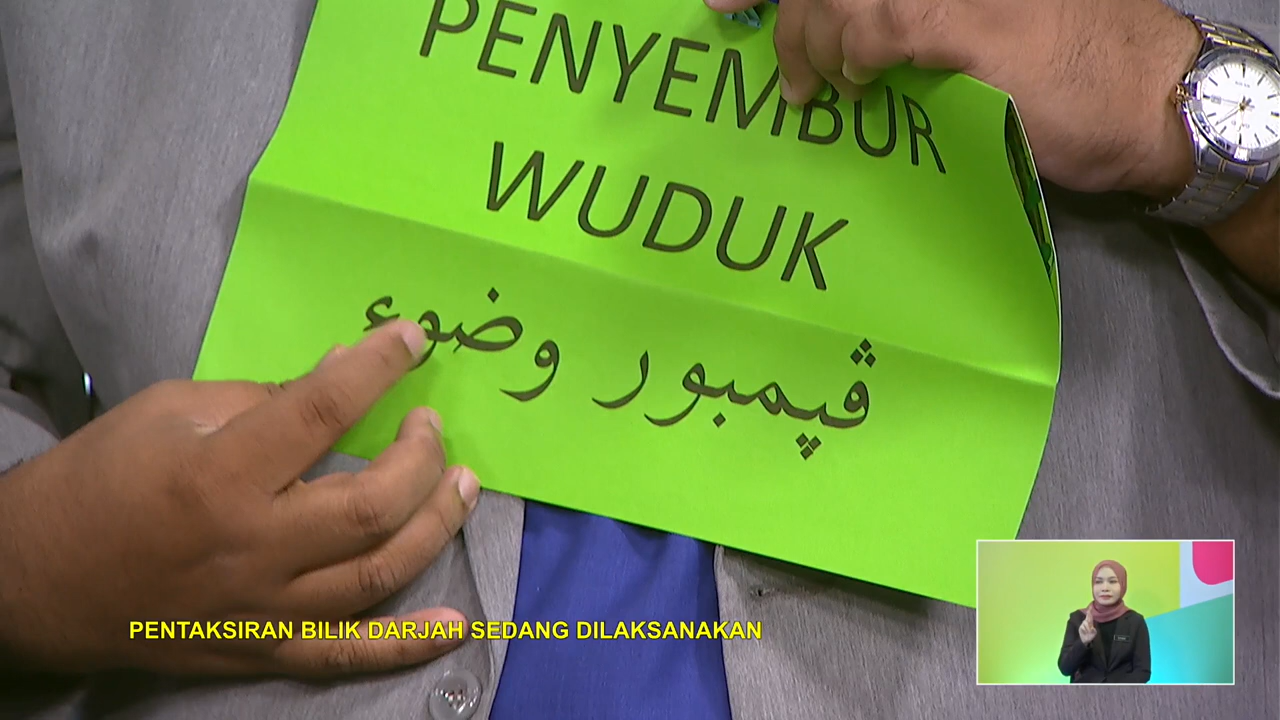 PENYEMBUR
WUDUK
ڤڽمبور وضوء
PENTAKSIRAN BILIK DARJAH SEDANG DILAKSANAKAN